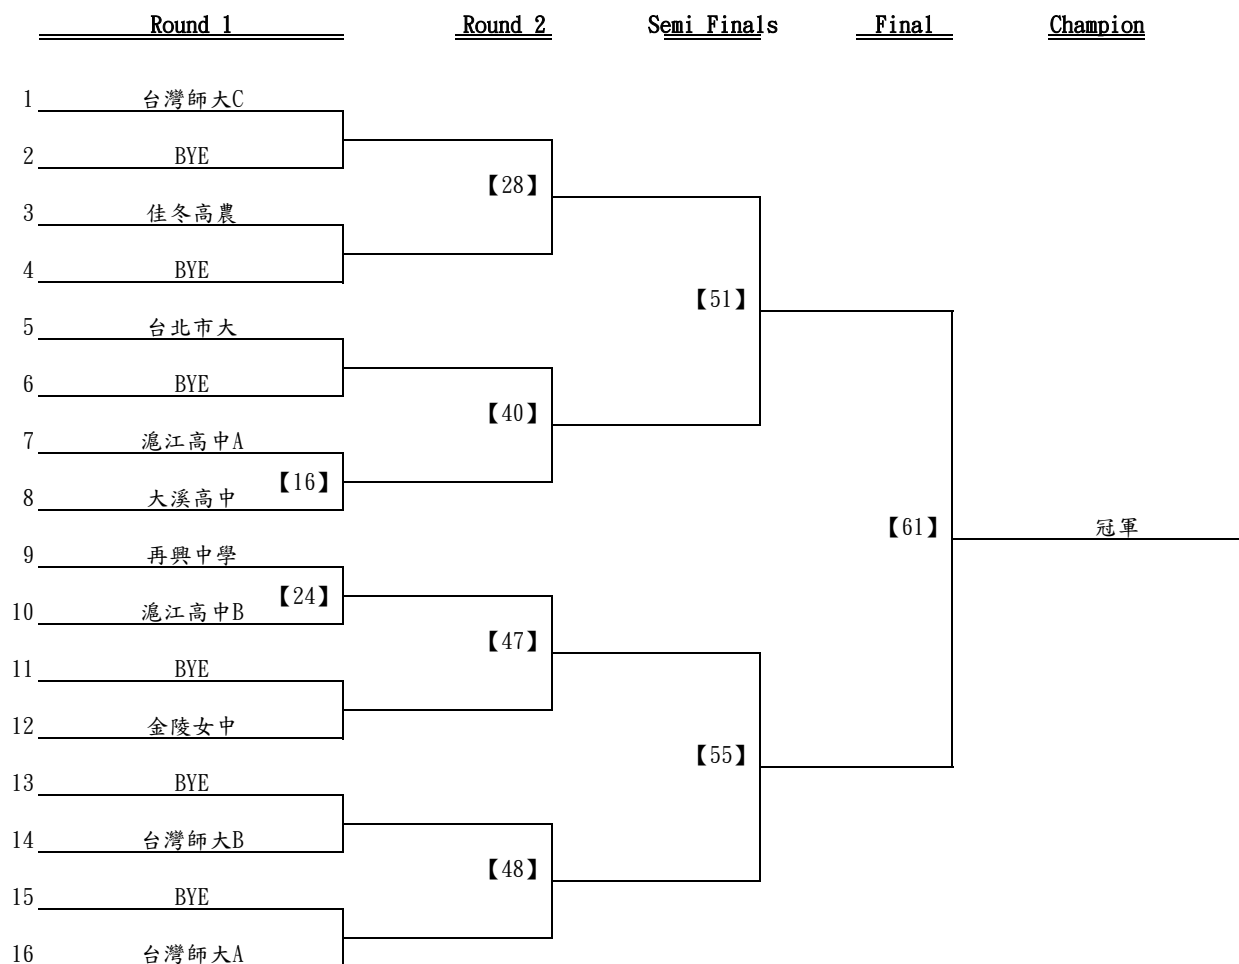 Round 1 Round 2 Semi Finals Final Champion
1 台灣師大C
2 BYE
【28】
3 佳冬高農
4 BYE
【51】
5 台北市大
6 BYE
【40】
7 滬江高中A
【16】
8 大溪高中
【61】 冠軍
9 再興中學
【24】
10 滬江高中B
【47】
11 BYE
12 金陵女中
【55】
13 BYE
14 台灣師大B
【48】
15 BYE
16 台灣師大A